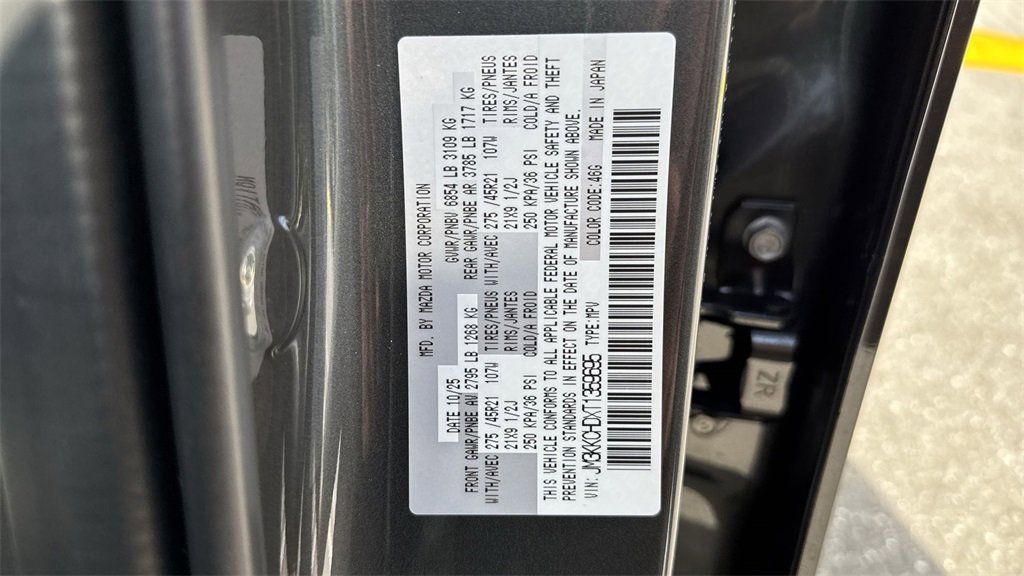 MFD. BY MAZDA MOTOR CORPORATION
DATE 10/25 GVWR/PNBV 6854 LB 3109 KG
FRONT GAWR/PNBE AV 2795 LB 1268 KG REAR GAWR/PNBE AR 3785 LB 1717 KG
WITH/AVEC 275 /45R21 107W TIRES/PNEUS WITH/AVEC 275 /45R21 107W TIRES/PNEUS
21X9 1/2J RIMS/JANTES 21X9 1/2J RIMS/JANTES
250 KPA/36 PSI COLD/A FROID 250 KPA/36 PSI COLD/A FROID
THIS VEHICLE CONFORMS TO ALL APPLICABLE FEDERAL MOTOR VEHICLE SAFETY AND THEFT
PREVENTION STANDARDS IN EFFECT ON THE DATE OF MANUFACTURE SHOWN ABOVE.
VIN: JM3KKCHDXT1359695 TYPE:MPV COLOR CODE:46G MADE IN JAPAN
ZR